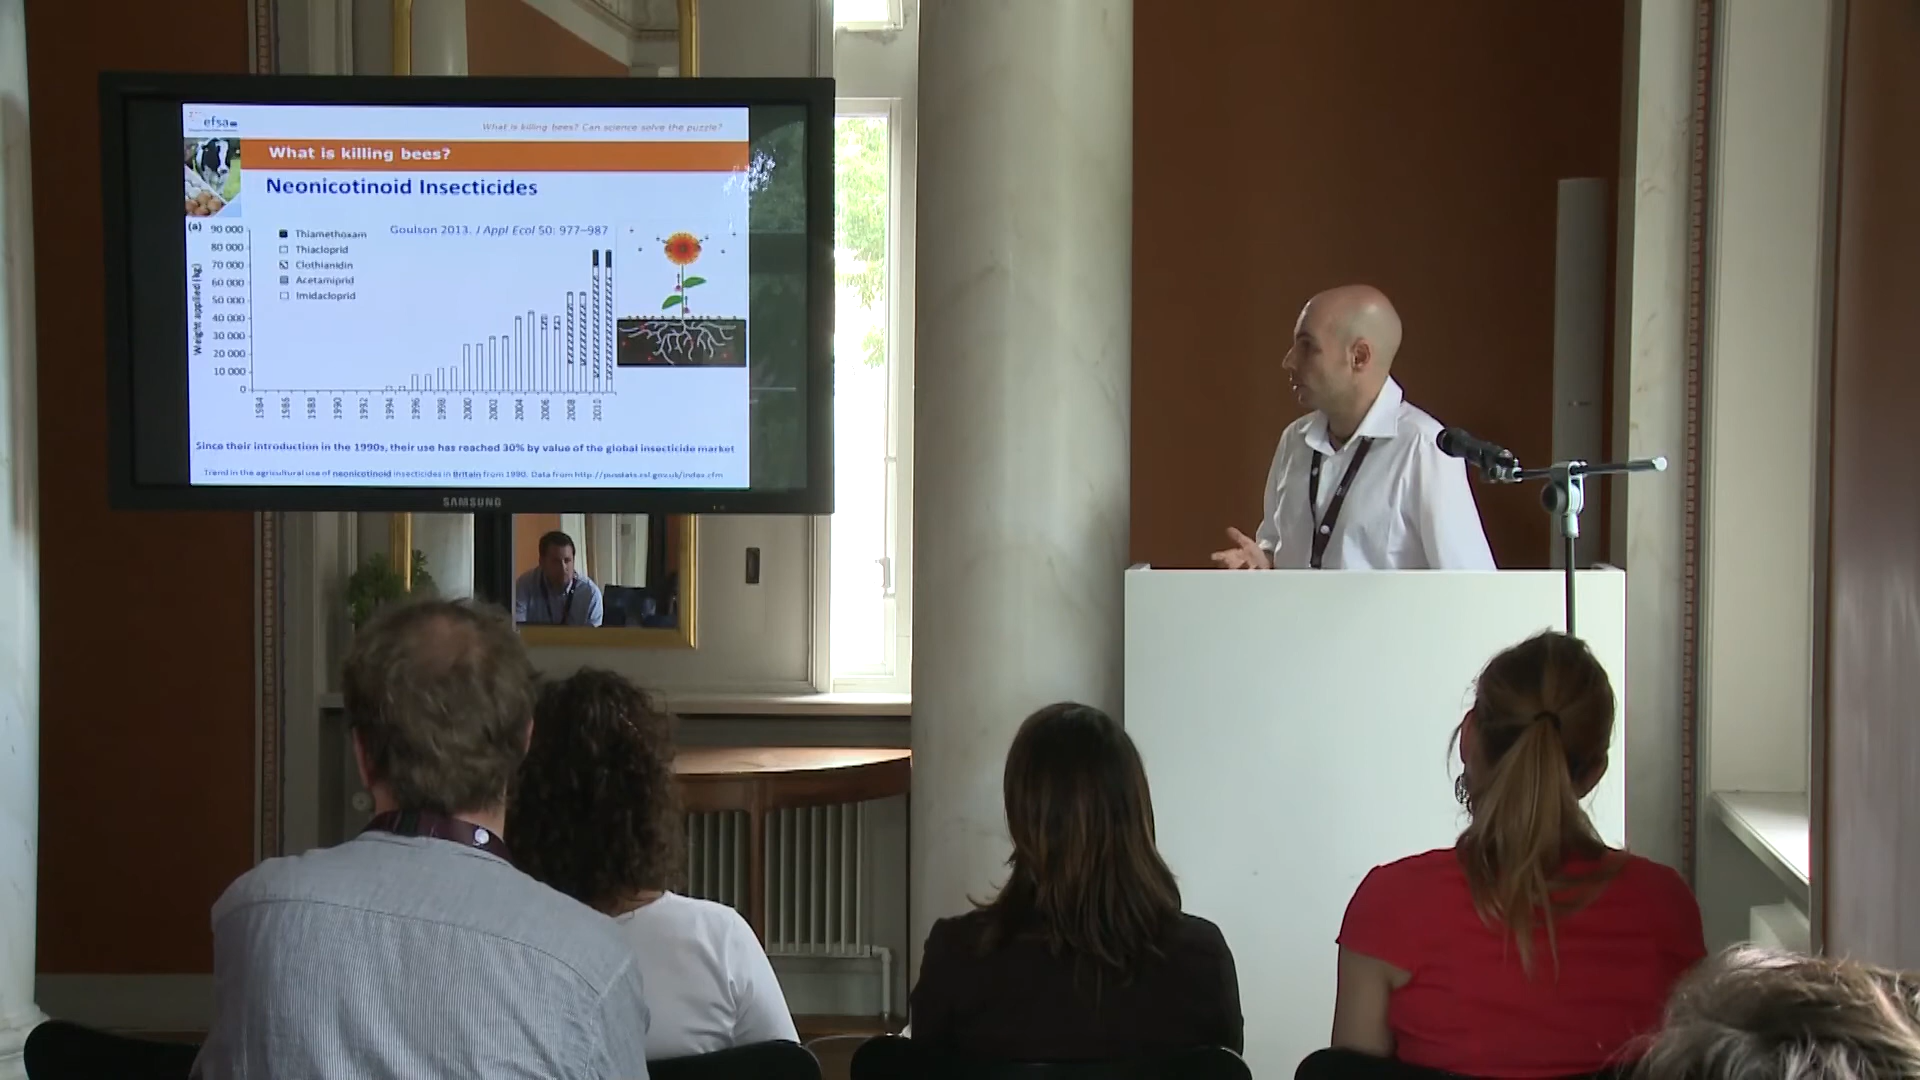 efsa
What is killing bees? Can science solve the puzzle?
What is killing bees?
Neonicotinoid Insecticides
(a)
Goulson 2013. J Appl Ecol 50: 977–987
Thiamethoxam
Thiacloprid
Clothianidin
Acetamiprid
Imidacloprid
Weight applied (kg)
90 000
80 000
70 000
60 000
50 000
40 000
30 000
20 000
10 000
0
1984
1986
1988
1990
1992
1994
1996
1998
2000
2002
2004
2006
2008
2010
Since their introduction in the 1990s, their use has reached 30% by value of the global insecticide market
Trend in the agricultural use of neonicotinoid insecticides in Britain from 1990. Data from http://pusstats.csl.gov.uk/index.cfm
SAMSUNG